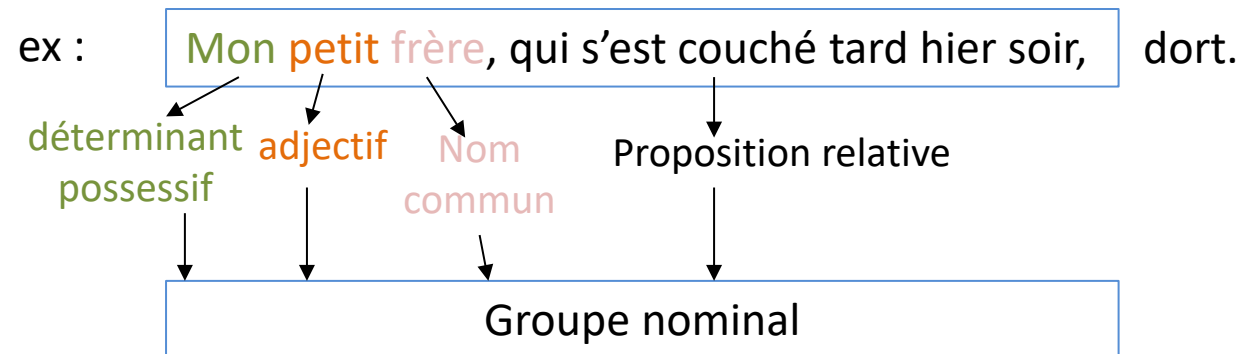 ex : Mon petit frère, qui s'est couché tard hier soir, dort.
déterminant possessif
adjectif
Nom commun
Proposition relative
Groupe nominal